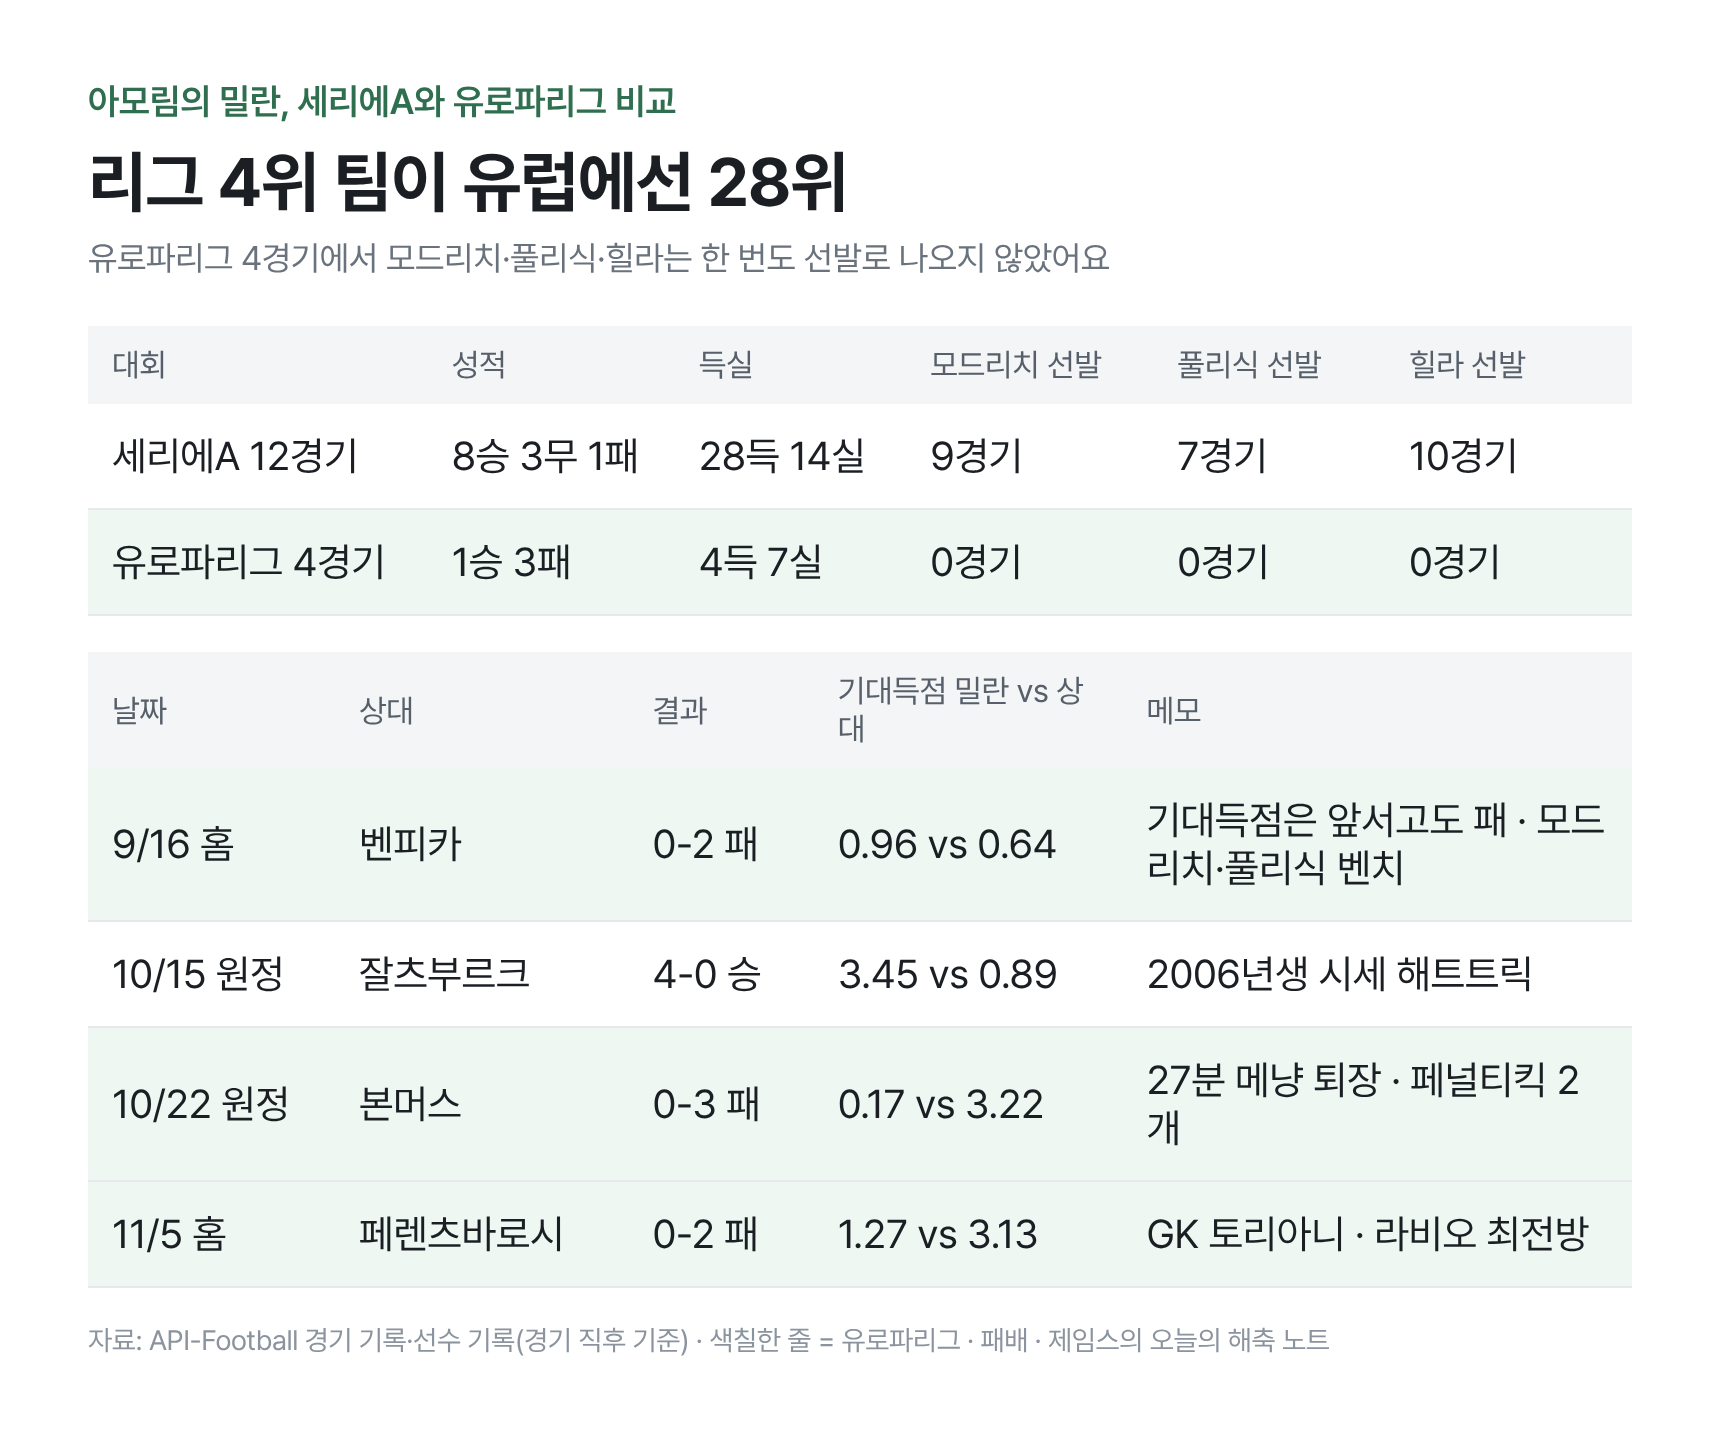 아모림의 밀란, 세리에A와 유로파리그 비교
리그 4위 팀이 유럽에선 28위
유로파리그 4경기에서 모드리치·풀리식·힐라는 한 번도 선발로 나오지 않았어요
대회 성적 득실 모드리치 선발 풀리식 선발 힐라 선발
세리에A 12경기 8승 3무 1패 28득 14실 9경기 7경기 10경기
유로파리그 4경기 1승 3패 4득 7실 0경기 0경기 0경기
날짜 상대 결과 기대득점 밀란 vs 상
대 메모
9/16 홈 벤피카 0-2 패 0.96 vs 0.64 기대득점은 앞서고도 패 · 모드
리치·풀리식 벤치
10/15 원정 잘츠부르크 4-0 승 3.45 vs 0.89 2006년생 시세 해트트릭
10/22 원정 본머스 0-3 패 0.17 vs 3.22 27분 메냥 퇴장 · 페널티킥 2
개
11/5 홈 페렌츠바로시 0-2 패 1.27 vs 3.13 GK 토리아니 · 라비오 최전방
자료: API-Football 경기 기록·선수 기록(경기 직후 기준) · 색칠한 줄 = 유로파리그 · 패배 · 제임스의 오늘의 해축 노트